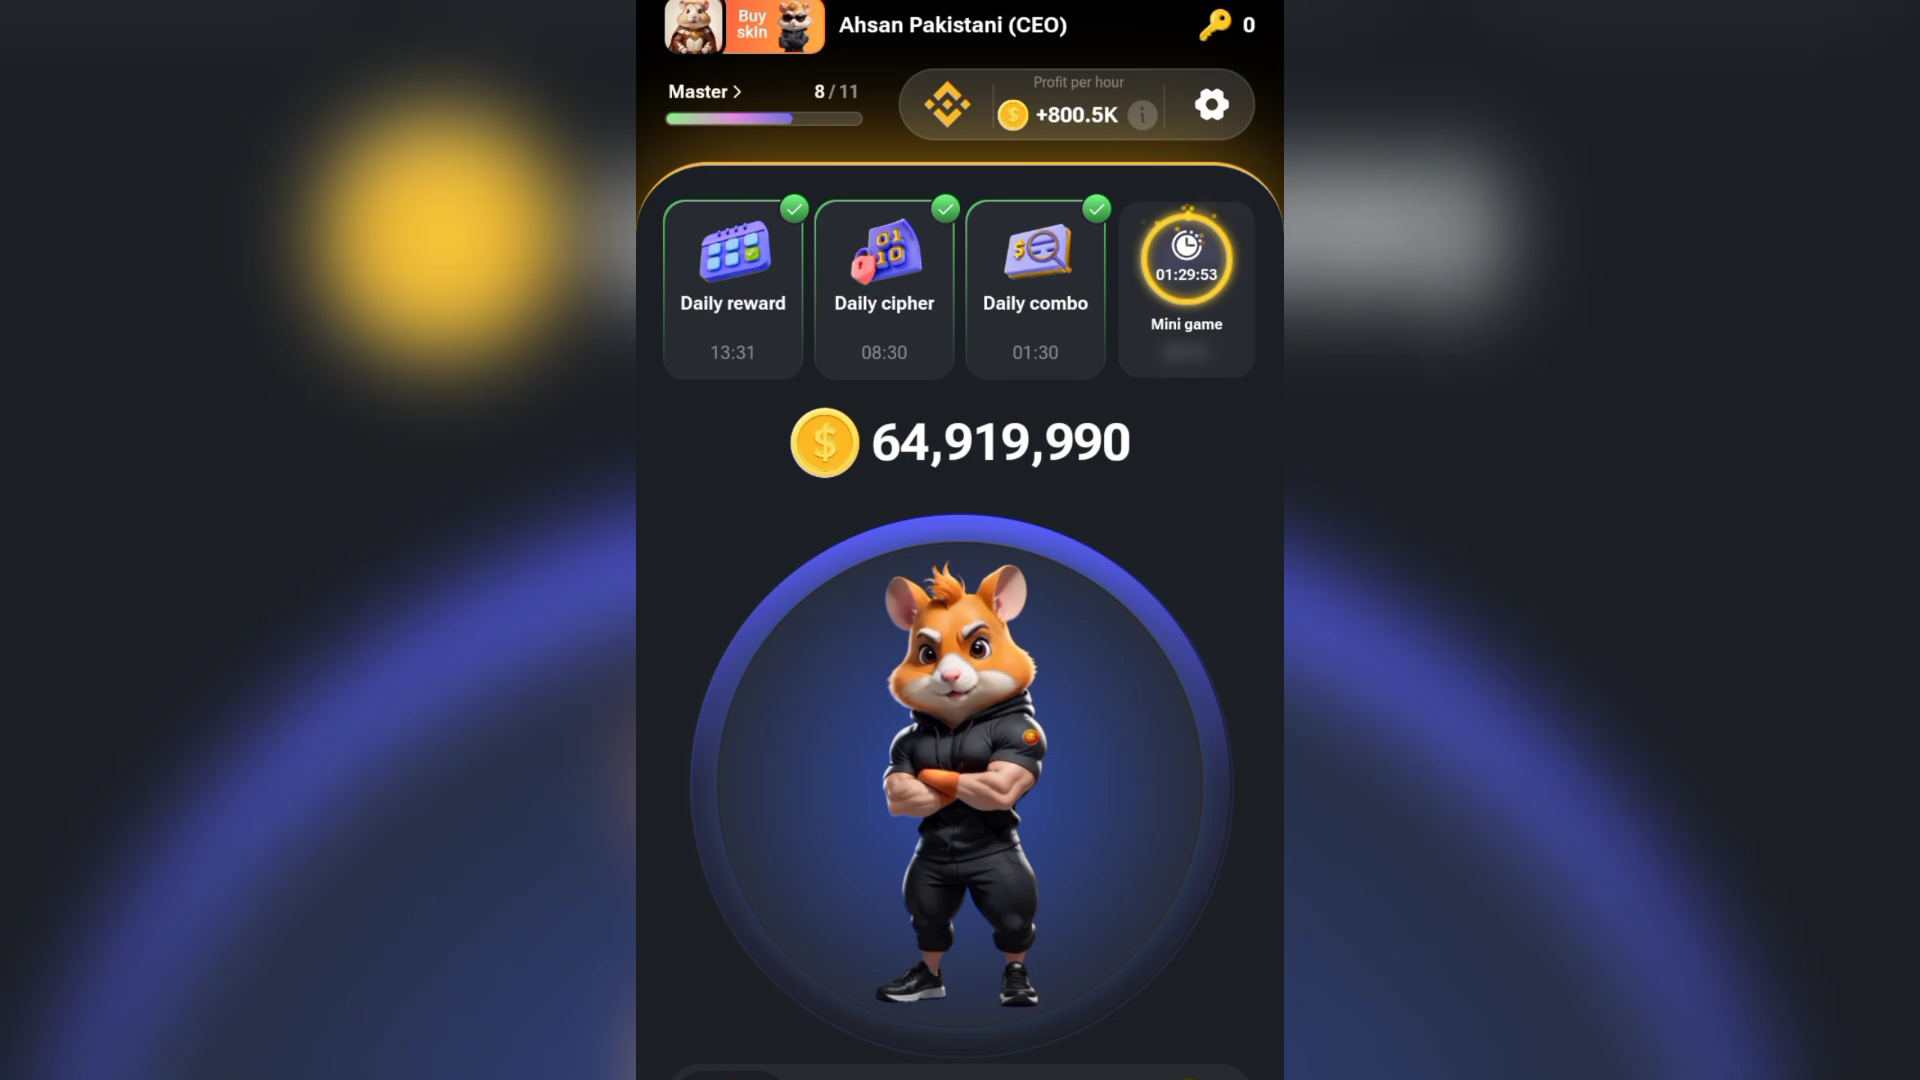 Buy
skin
Ahsan Pakistani (CEO)
0
Master >
8 / 11
Profit per hour
$ +800.5K i
01:29:53
01
10
$
Daily reward
Daily cipher
Daily combo
Mini game
13:31
08:30
01:30
$ 64,919,990